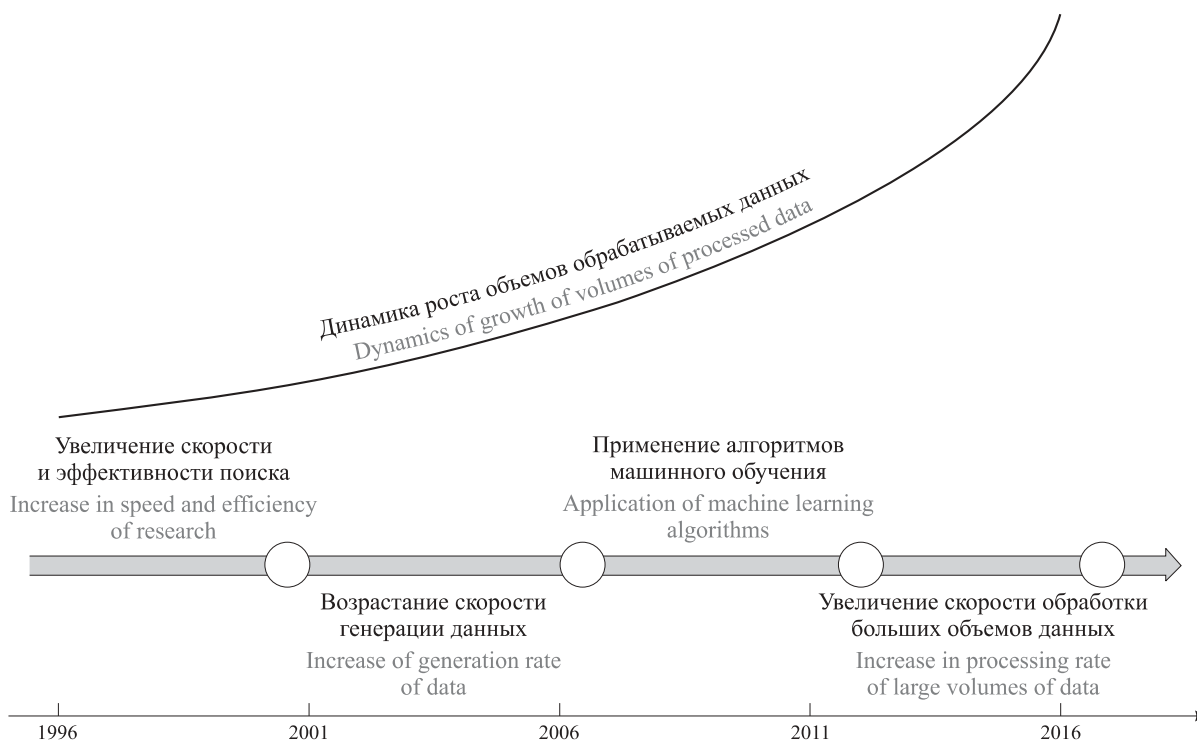 Динамика роста объемов обрабатываемых данных
Dynamics of growth of volumes of processed data
Увеличение скорости
и эффективности поиска
Increase in speed and efficiency
of research
Применение алгоритмов
машинного обучения
Application of machine learning
algorithms
Возрастание скорости
генерации данных
Increase of generation rate
of data
Увеличение скорости обработки
больших объемов данных
Increase in processing rate
of large volumes of data
1996
2001
2006
2011
2016